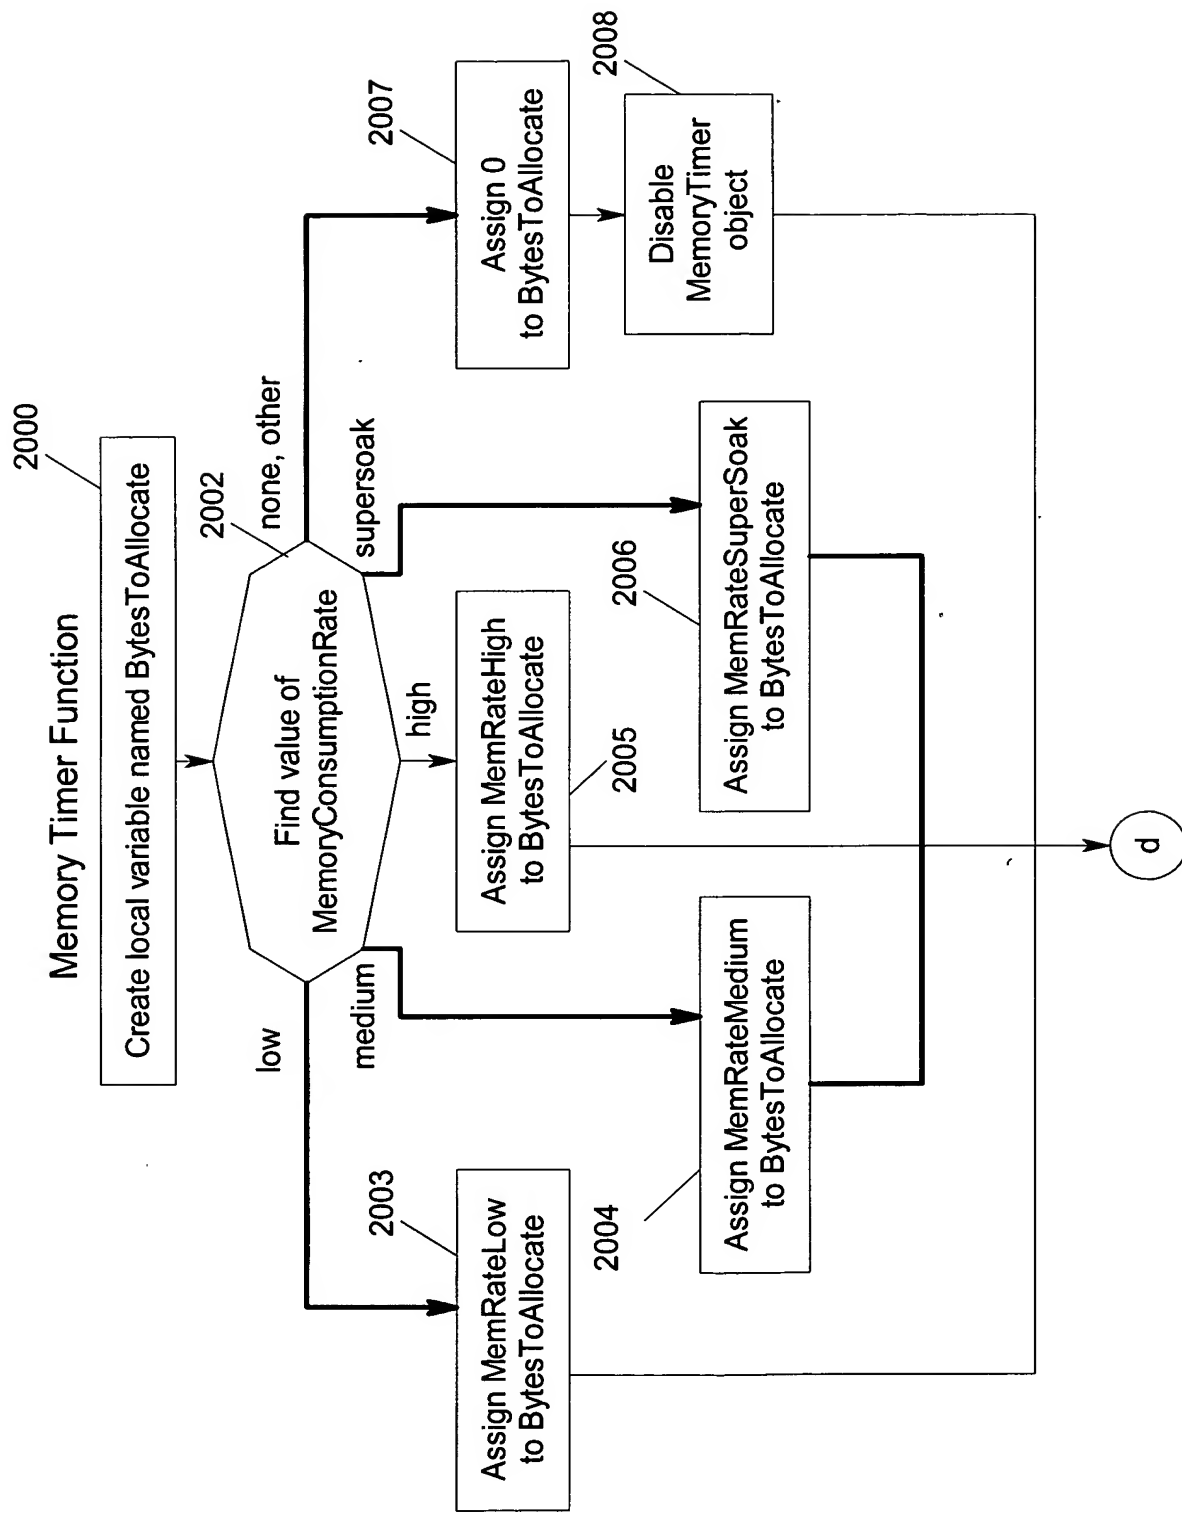 Memory Timer Function
2000
Create local variable named BytesToAllocate
2002
Find value of
MemoryConsumptionRate
low
medium
high
supersoak
none, other
2003
Assign MemRateLow
to BytesToAllocate
2005
Assign MemRateHigh
to BytesToAllocate
2007
Assign 0
to BytesToAllocate
2004
Assign MemRateMedium
to BytesToAllocate
2006
Assign MemRateSuperSoak
to BytesToAllocate
2008
Disable
MemoryTimer
object
d